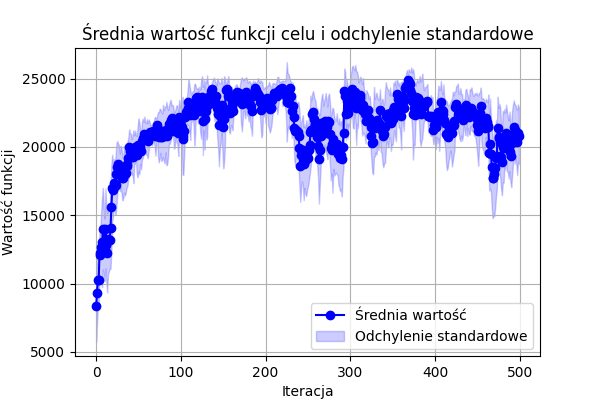 Średnia wartość funkcji celu i odchylenie standardowe
Wartość funkcji
25000
20000
15000
10000
5000
0
100
200
300
400
500
Iteracja
Średnia wartość
Odchylenie standardowe